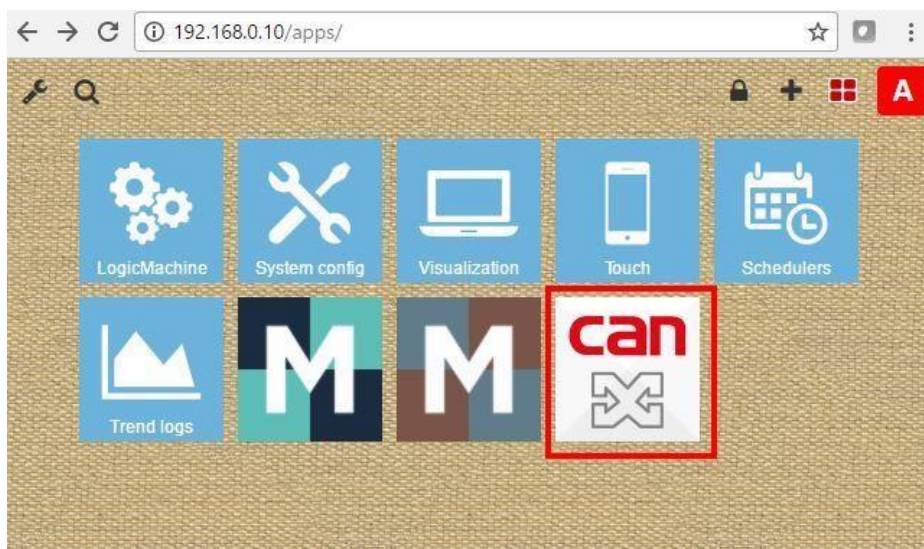 192.168.0.10/apps/
A
LogicMachine
System config
Visualization
Touch
Schedulers
Trend logs
M
M
can